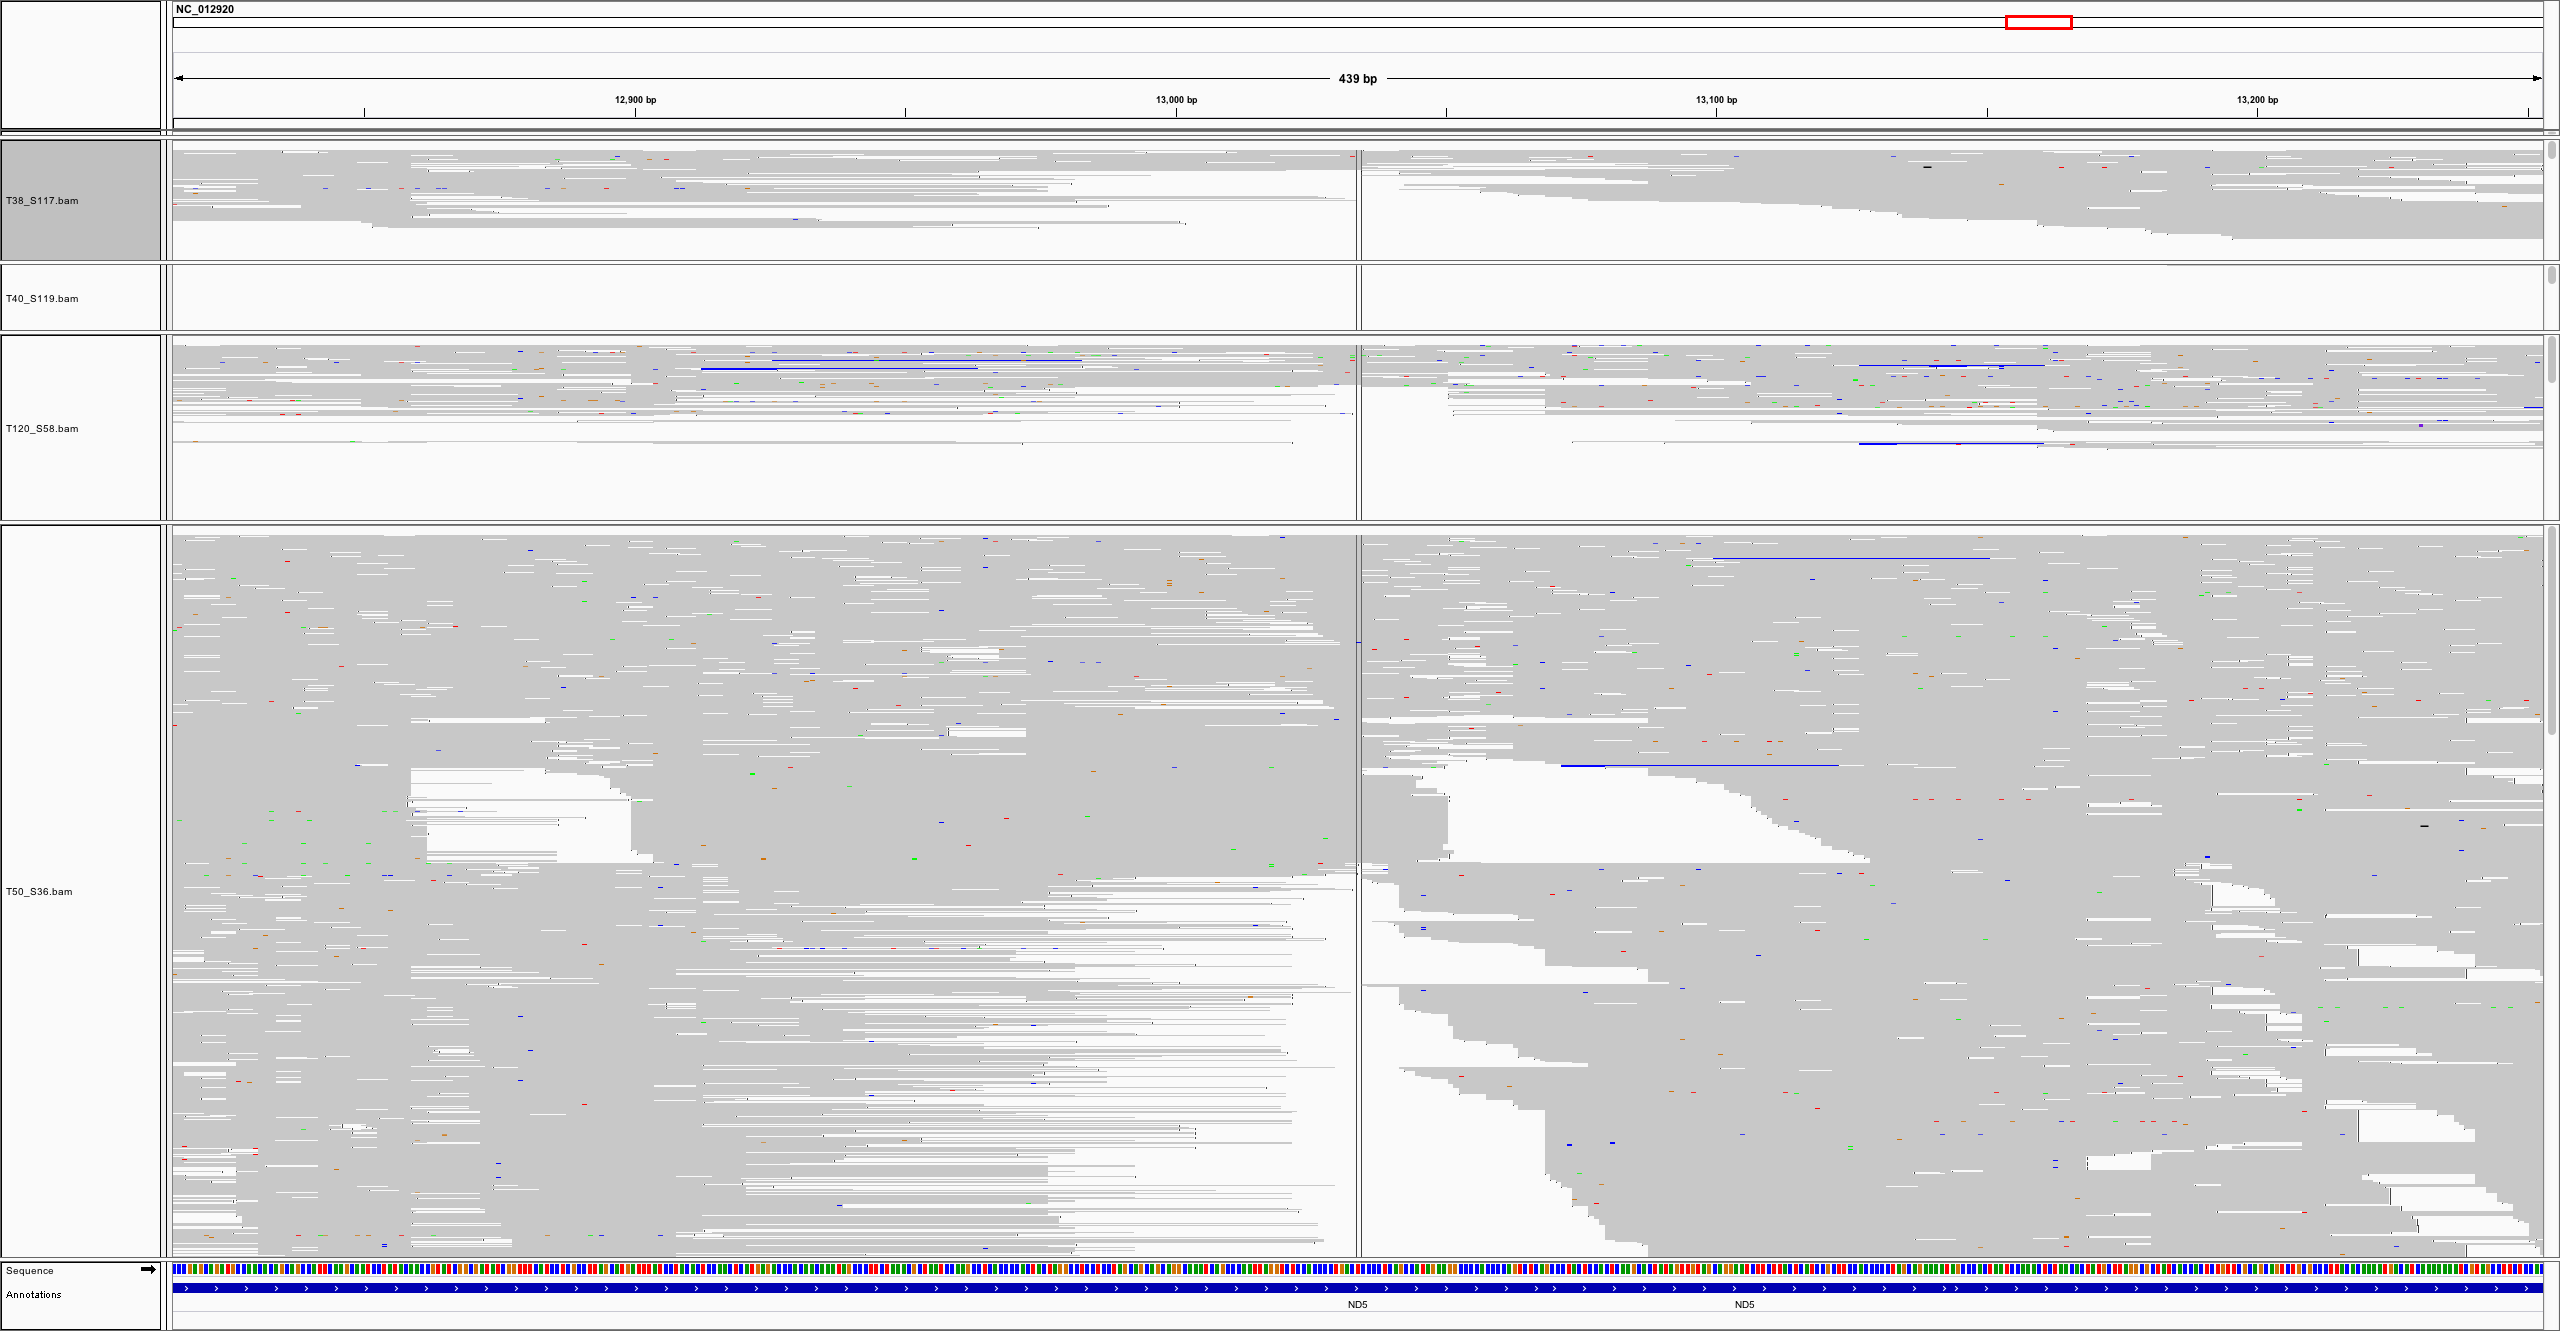 NC_012920
439 bp
12,900 bp
13,000 bp
13,100 bp
13,200 bp
T38_S117.bam
T40_S119.bam
T120_S58.bam
T50_S36.bam
Sequence
Annotations
ND5
ND5